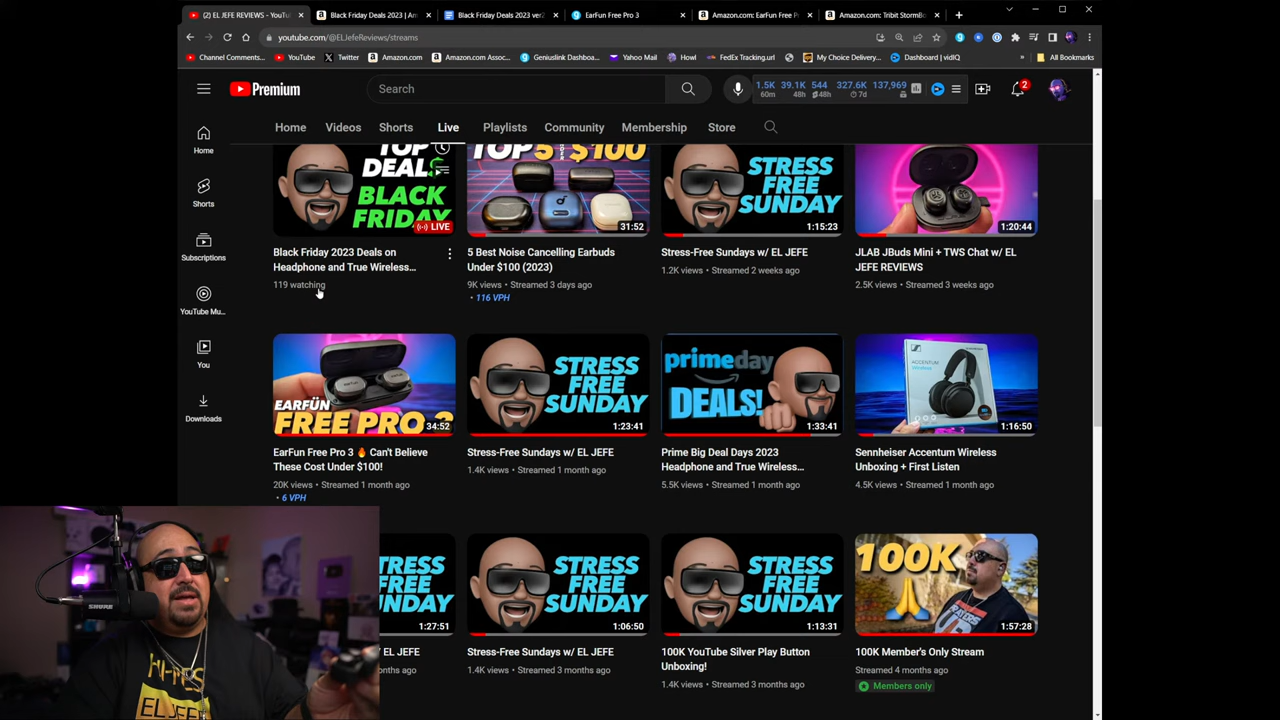 (2) EL JEFE REVIEWS - YouTu
Black Friday Deals 2023 | Am
Black Friday Deals 2023 ver
EarFun Free Pro 3
Amazon.com: EarFun Free P
Amazon.com: Tribit StormBo
youtube.com/@ELJefeReviews/streams
Channel Comments...
YouTube
Twitter
Amazon.com
Amazon.com Assoc...
Geniuslink Dashboa...
Yahoo Mail
Howl
FedEx Tracking.url
My Choice Delivery...
Dashboard | vidIQ
All Bookmarks
Premium
Search
1.5K 39.1K 544 327.6K 137,969
60m 48h 48h 7d
2
Home Videos Shorts Live Playlists Community Membership Store
Home
Shorts
Subscriptions
YouTube Mu...
You
Downloads
TOP
DEAL$
BLACK
FRIDAY
LIVE
Black Friday 2023 Deals on
Headphone and True Wireless...
119 watching
TOP 5 $100
31:52
5 Best Noise Cancelling Earbuds
Under $100 (2023)
9K views • Streamed 3 days ago
• 116 VPH
STRESS
FREE
SUNDAY
1:15:23
Stress-Free Sundays w/ EL JEFE
1.2K views • Streamed 2 weeks ago
1:20:44
JLAB JBuds Mini + TWS Chat w/ EL
JEFE REVIEWS
2.5K views • Streamed 3 weeks ago
EARFÜN
FREE PRO 3
34:52
EarFun Free Pro 3 🔥 Can't Believe
These Cost Under $100!
20K views • Streamed 1 month ago
• 6 VPH
STRESS
FREE
SUNDAY
1:23:41
Stress-Free Sundays w/ EL JEFE
1.4K views • Streamed 1 month ago
primeday
DEALS!
1:33:41
Prime Big Deal Days 2023
Headphone and True Wireless...
5.5K views • Streamed 1 month ago
ACCENTUM
1:16:50
Sennheiser Accentum Wireless
Unboxing + First Listen
4.5K views • Streamed 1 month ago
STRESS
FREE
SUNDAY
1:27:51
EL JEFE
months ago
STRESS
FREE
SUNDAY
1:06:50
Stress-Free Sundays w/ EL JEFE
1.4K views • Streamed 3 months ago
STRESS
FREE
SUNDAY
1:13:31
100K YouTube Silver Play Button
Unboxing!
1.4K views • Streamed 3 months ago
100K
1:57:28
100K Member's Only Stream
Streamed 4 months ago
Members only
SHURE
HI-RES
EL JEFE